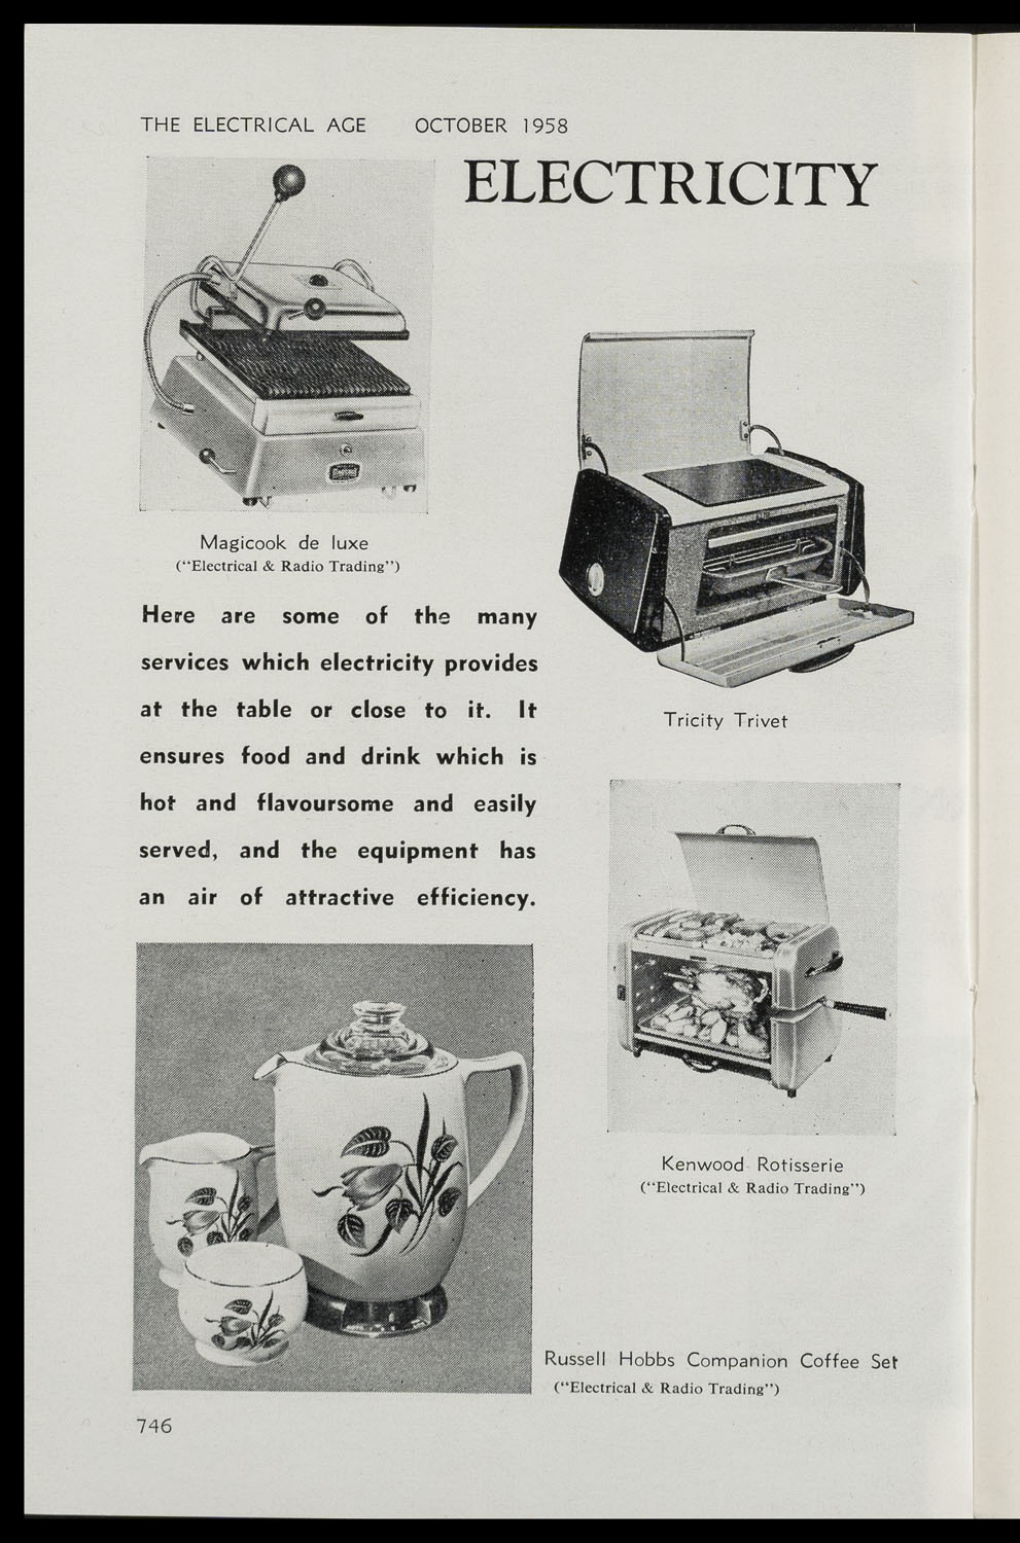 THE ELECTRICAL AGE OCTOBER 1958
ELECTRICITY
Magicook de luxe
("Electrical & Radio Trading")
Tricity Trivet
Here are some of the many
services which electricity provides
at the table or close to it. It
ensures food and drink which is
hot and flavoursome and easily
served, and the equipment has
an air of attractive efficiency.
Kenwood Rotisserie
("Electrical & Radio Trading")
Russell Hobbs Companion Coffee Set
("Electrical & Radio Trading")
746